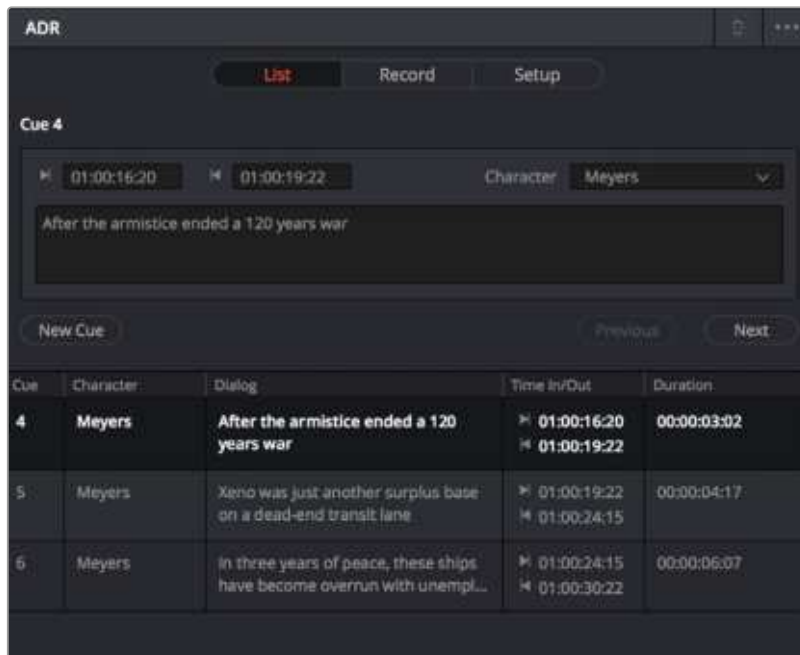 ADR
List Record Setup
Cue 4
01:00:16:20 01:00:19:22 Character Meyers
After the armistice ended a 120 years war
New Cue Previous Next
Cue Character Dialog Time In/Out Duration
4 Meyers After the armistice ended a 120 01:00:16:20 00:00:03:02
years war 01:00:19:22
5 Meyers Xeno was just another surplus base 01:00:19:22 00:00:04:17
on a dead-end transit lane 01:00:24:15
6 Meyers In three years of peace, these ships 01:00:24:15 00:00:06:07
have become overrun with unempl... 01:00:30:22